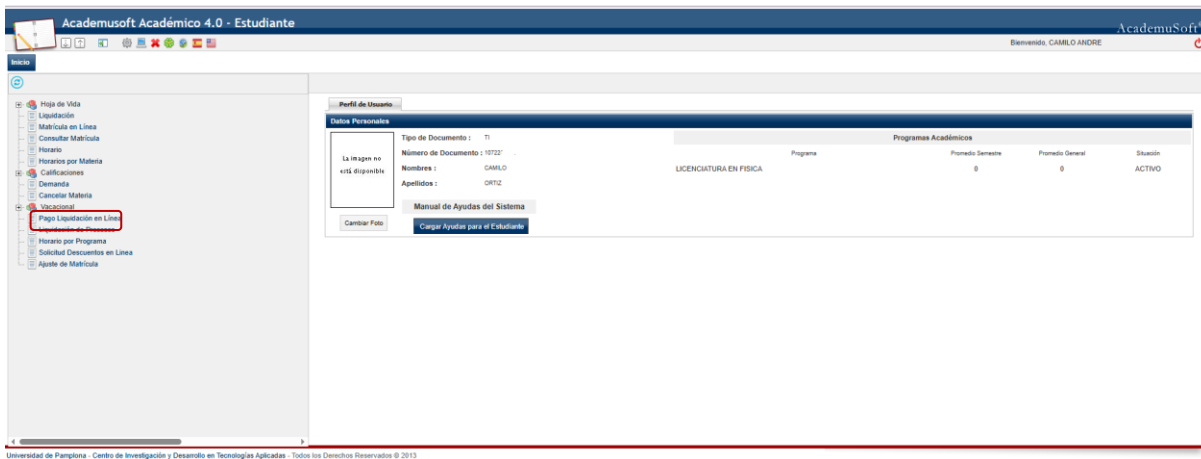 Academusoft Académico 4.0 - Estudiante
AcademuSoft
Bienvenido, CAMILO ANDRE
Inicio
Hoja de Vida
Liquidación
Matrícula en Línea
Consultar Matrícula
Horario
Horarios por Materia
Calificaciones
Demanda
Cancelar Materia
Vacacional
Pago Liquidación en Línea
Liquidación de Procesos
Horario por Programa
Solicitud Descuentos en Linea
Ajuste de Matrícula
Perfil de Usuario
Datos Personales
La imagen no
está disponible
Cambiar Foto
Tipo de Documento : TI
Número de Documento : 10722'
Nombres : CAMILO
Apellidos : ORTIZ
Manual de Ayudas del Sistema
Cargar Ayudas para el Estudiante
Programas Académicos
Programa Promedio Semestre Promedio General Situación
LICENCIATURA EN FISICA 0 0 ACTIVO
Universidad de Pamplona - Centro de Investigación y Desarrollo en Tecnologías Aplicadas - Todos los Derechos Reservados © 2013